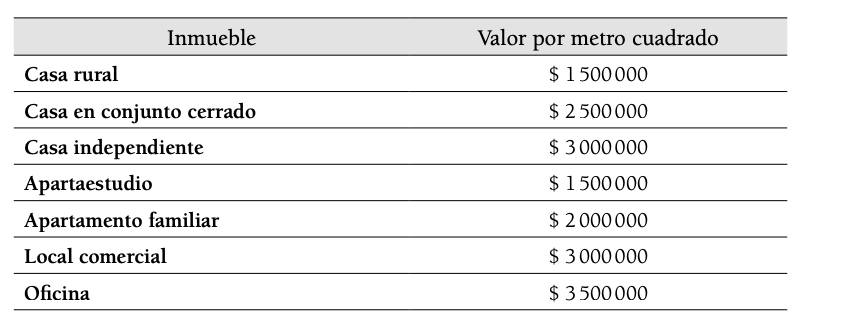 Inmueble Valor por metro cuadrado
Casa rural $ 1 500 000
Casa en conjunto cerrado $ 2 500 000
Casa independiente $ 3 000 000
Apartaestudio $ 1 500 000
Apartamento familiar $ 2 000 000
Local comercial $ 3 000 000
Oficina $ 3 500 000